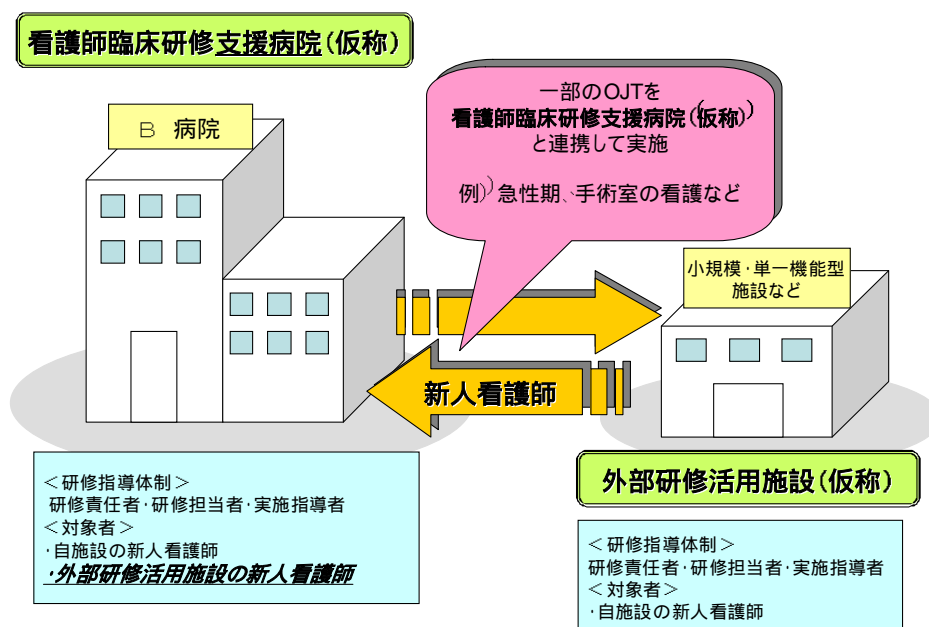 看護師臨床研修支援病院(仮称)
B 病院
一部のOJTを
看護師臨床研修支援病院(仮称)
と連携して実施
例)急性期、手術室の看護など
小規模・単一機能型
施設など
新人看護師
外部研修活用施設(仮称)
<研修指導体制>
研修責任者・研修担当者・実施指導者
<対象者>
・自施設の新人看護師
・外部研修活用施設の新人看護師
<研修指導体制>
研修責任者・研修担当者・実施指導者
<対象者>
・自施設の新人看護師